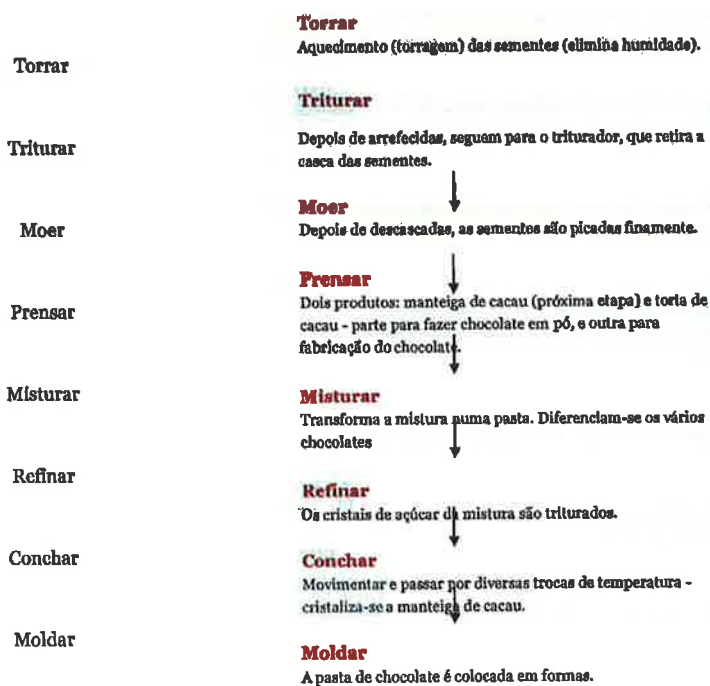 Torrar
Triturar
Moer
Prensar
Misturar
Refinar
Conchar
Moldar
Torrar
Aquecimento (torragem) das sementes (elimina humidade).
Triturar
Depois de arrefecidas, seguem para o triturador, que retira a
casca das sementes.
Moer
Depois de descascadas, as sementes são picadas finamente.
Prensar
Dois produtos: manteiga de cacau (próxima etapa) e torta de
cacau - parte para fazer chocolate em pó, e outra para
fabricação do chocolate.
Misturar
Transforma a mistura numa pasta. Diferenciam-se os vários
chocolates
Refinar
Os cristais de açúcar da mistura são triturados.
Conchar
Movimentar e passar por diversas trocas de temperatura -
cristaliza-se a manteiga de cacau.
Moldar
A pasta de chocolate é colocada em formas.